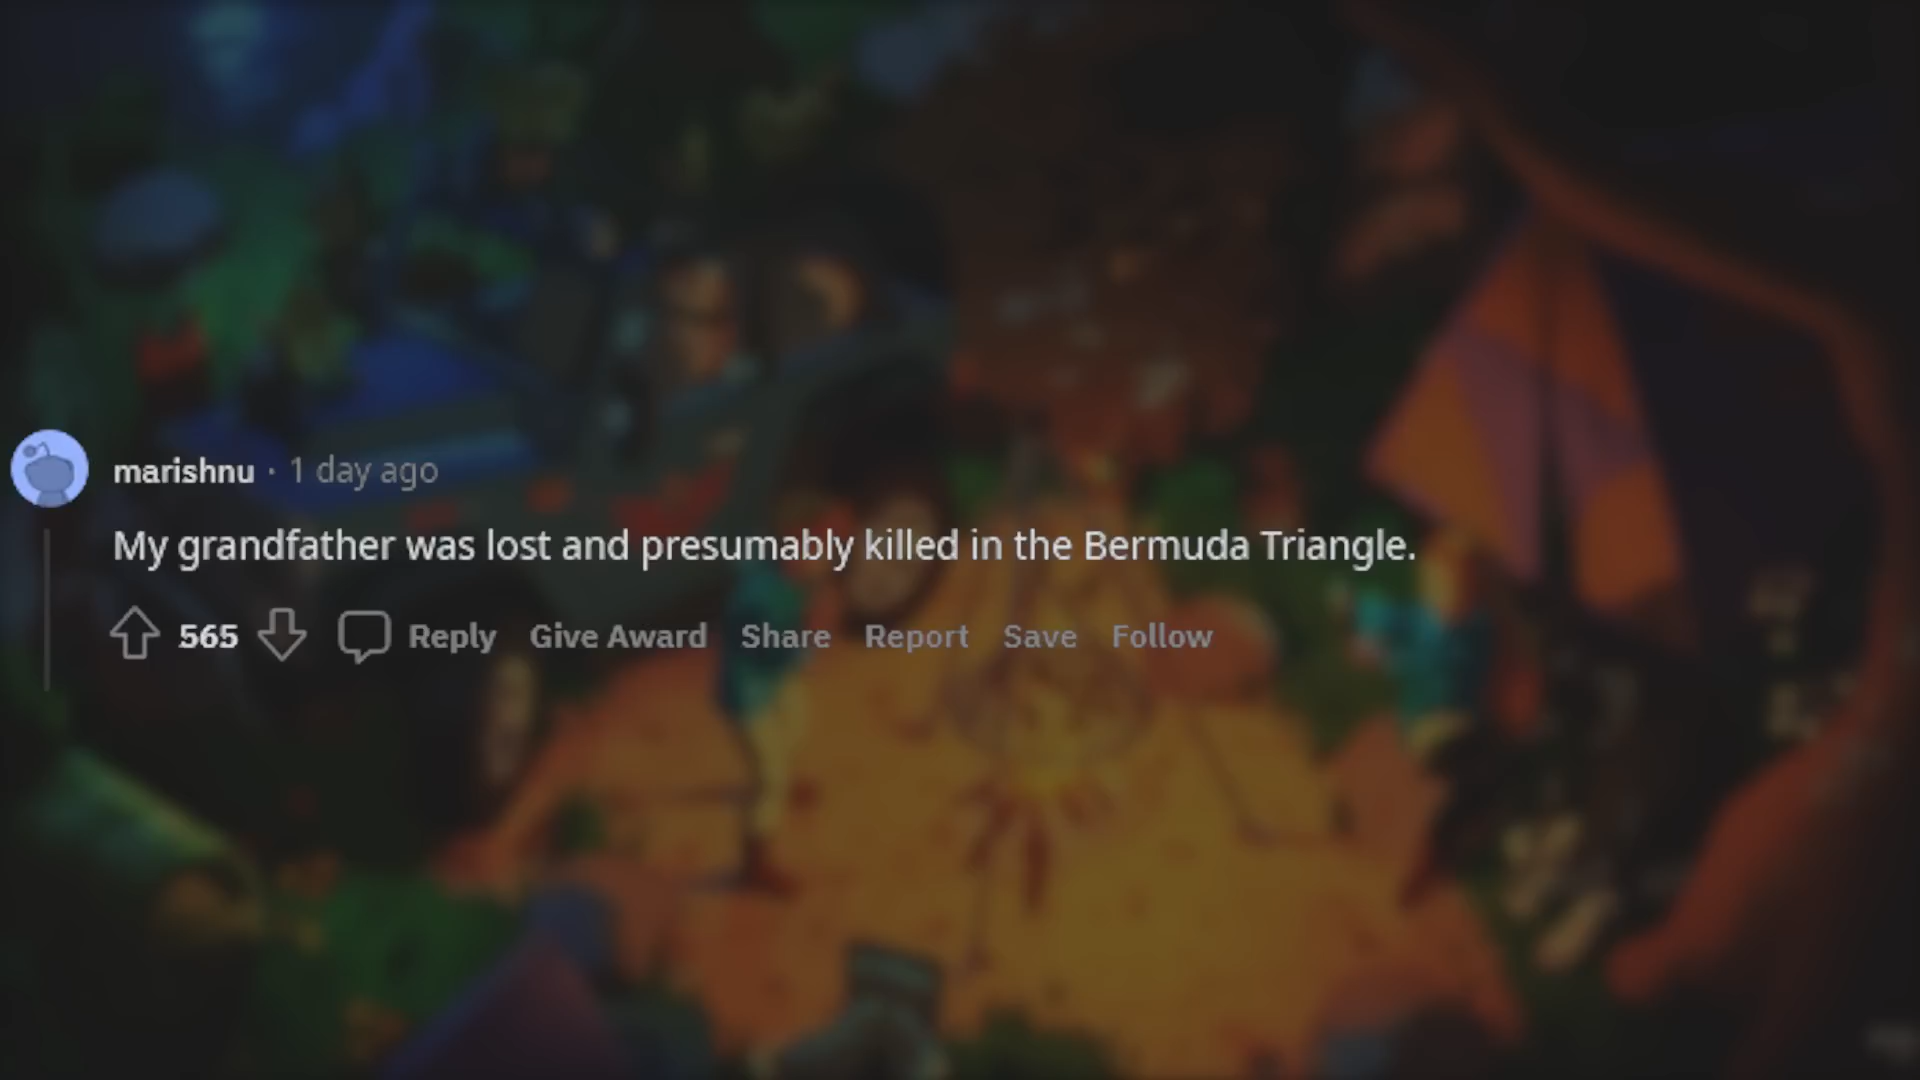 marishnu · 1 day ago
My grandfather was lost and presumably killed in the Bermuda Triangle.
565 Reply Give Award Share Report Save Follow